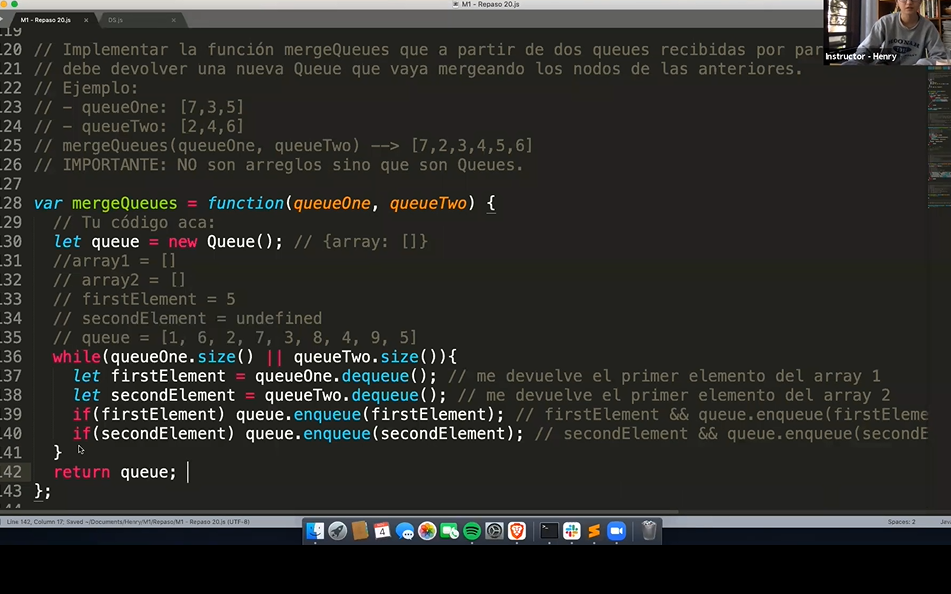 M1 - Repaso 20.js
M1 - Repaso 20.js
D5.js
Instructor - Henry
119
120 // Implementar la función mergeQueues que a partir de dos queues recibidas por
121 // debe devolver una nueva Queue que vaya mergeando los nodos de las anteriores.
122 // Ejemplo:
123 // - queueOne: [7,3,5]
124 // - queueTwo: [2,4,6]
125 // mergeQueues(queueOne, queueTwo) --> [7,2,3,4,5,6]
126 // IMPORTANTE: NO son arreglos sino que son Queues.
127
128 var mergeQueues = function(queueOne, queueTwo) {
129 // Tu código aca:
130 let queue = new Queue(); // {array: []}
131 //array1 = []
132 // array2 = []
133 // firstElement = 5
134 // secondElement = undefined
135 // queue = [1, 6, 2, 7, 3, 8, 4, 9, 5]
136 while(queueOne.size() || queueTwo.size()){
137 let firstElement = queueOne.dequeue(); // me devuelve el primer elemento del array 1
138 let secondElement = queueTwo.dequeue(); // me devuelve el primer elemento del array 2
139 if(firstElement) queue.enqueue(firstElement); // firstElement && queue.enqueue(firstEleme
140 if(secondElement) queue.enqueue(secondElement); // secondElement && queue.enqueue(secondE
141 }
142 return queue;
143 };
Line 142, Column 17: Saved ~/Documents/Henry/M1/Repaso/M1 - Repaso 20.js (UTF-8)
Spaces: 2
4